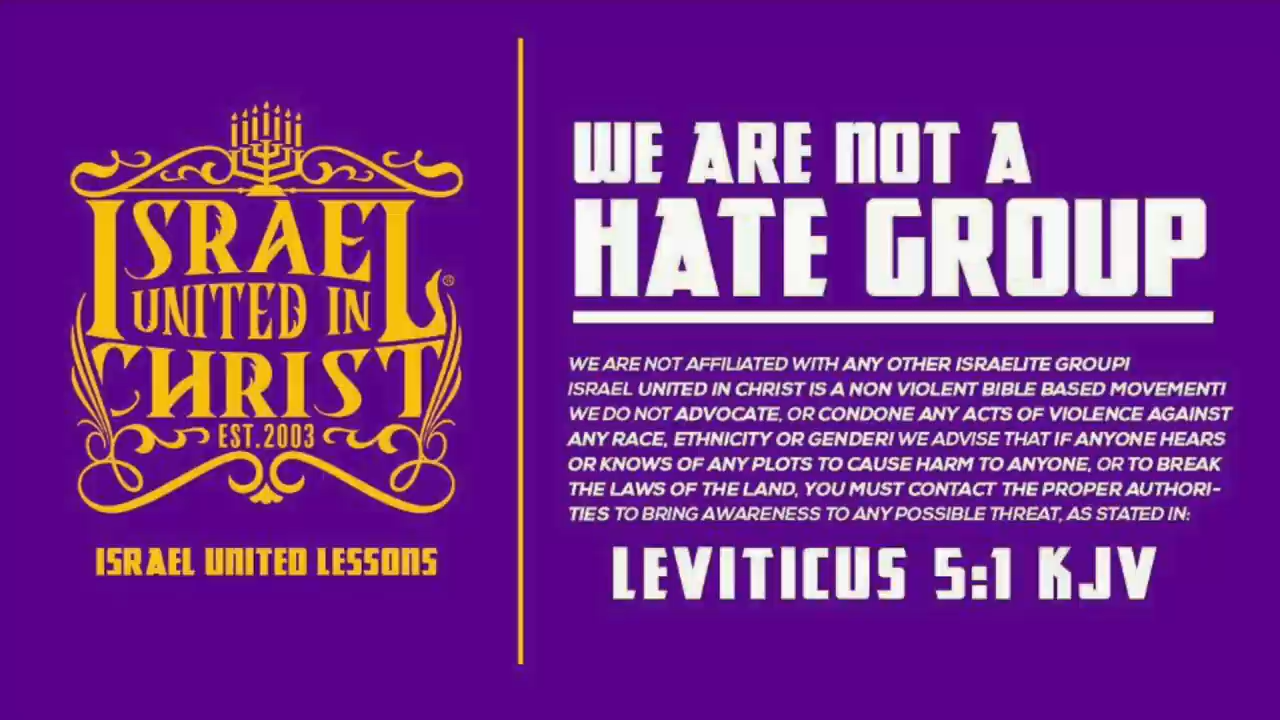 ISRAEL
UNITED IN
CHRIST
EST. 2003
ISRAEL UNITED LESSONS
WE ARE NOT A
HATE GROUP
WE ARE NOT AFFILIATED WITH ANY OTHER ISRAELITE GROUP!
ISRAEL UNITED IN CHRIST IS A NON VIOLENT BIBLE BASED MOVEMENT!
WE DO NOT ADVOCATE, OR CONDONE ANY ACTS OF VIOLENCE AGAINST
ANY RACE, ETHNICITY OR GENDER! WE ADVISE THAT IF ANYONE HEARS
OR KNOWS OF ANY PLOTS TO CAUSE HARM TO ANYONE, OR TO BREAK
THE LAWS OF THE LAND, YOU MUST CONTACT THE PROPER AUTHORI-
TIES TO BRING AWARENESS TO ANY POSSIBLE THREAT, AS STATED IN:
LEVITICUS 5:1 KJV